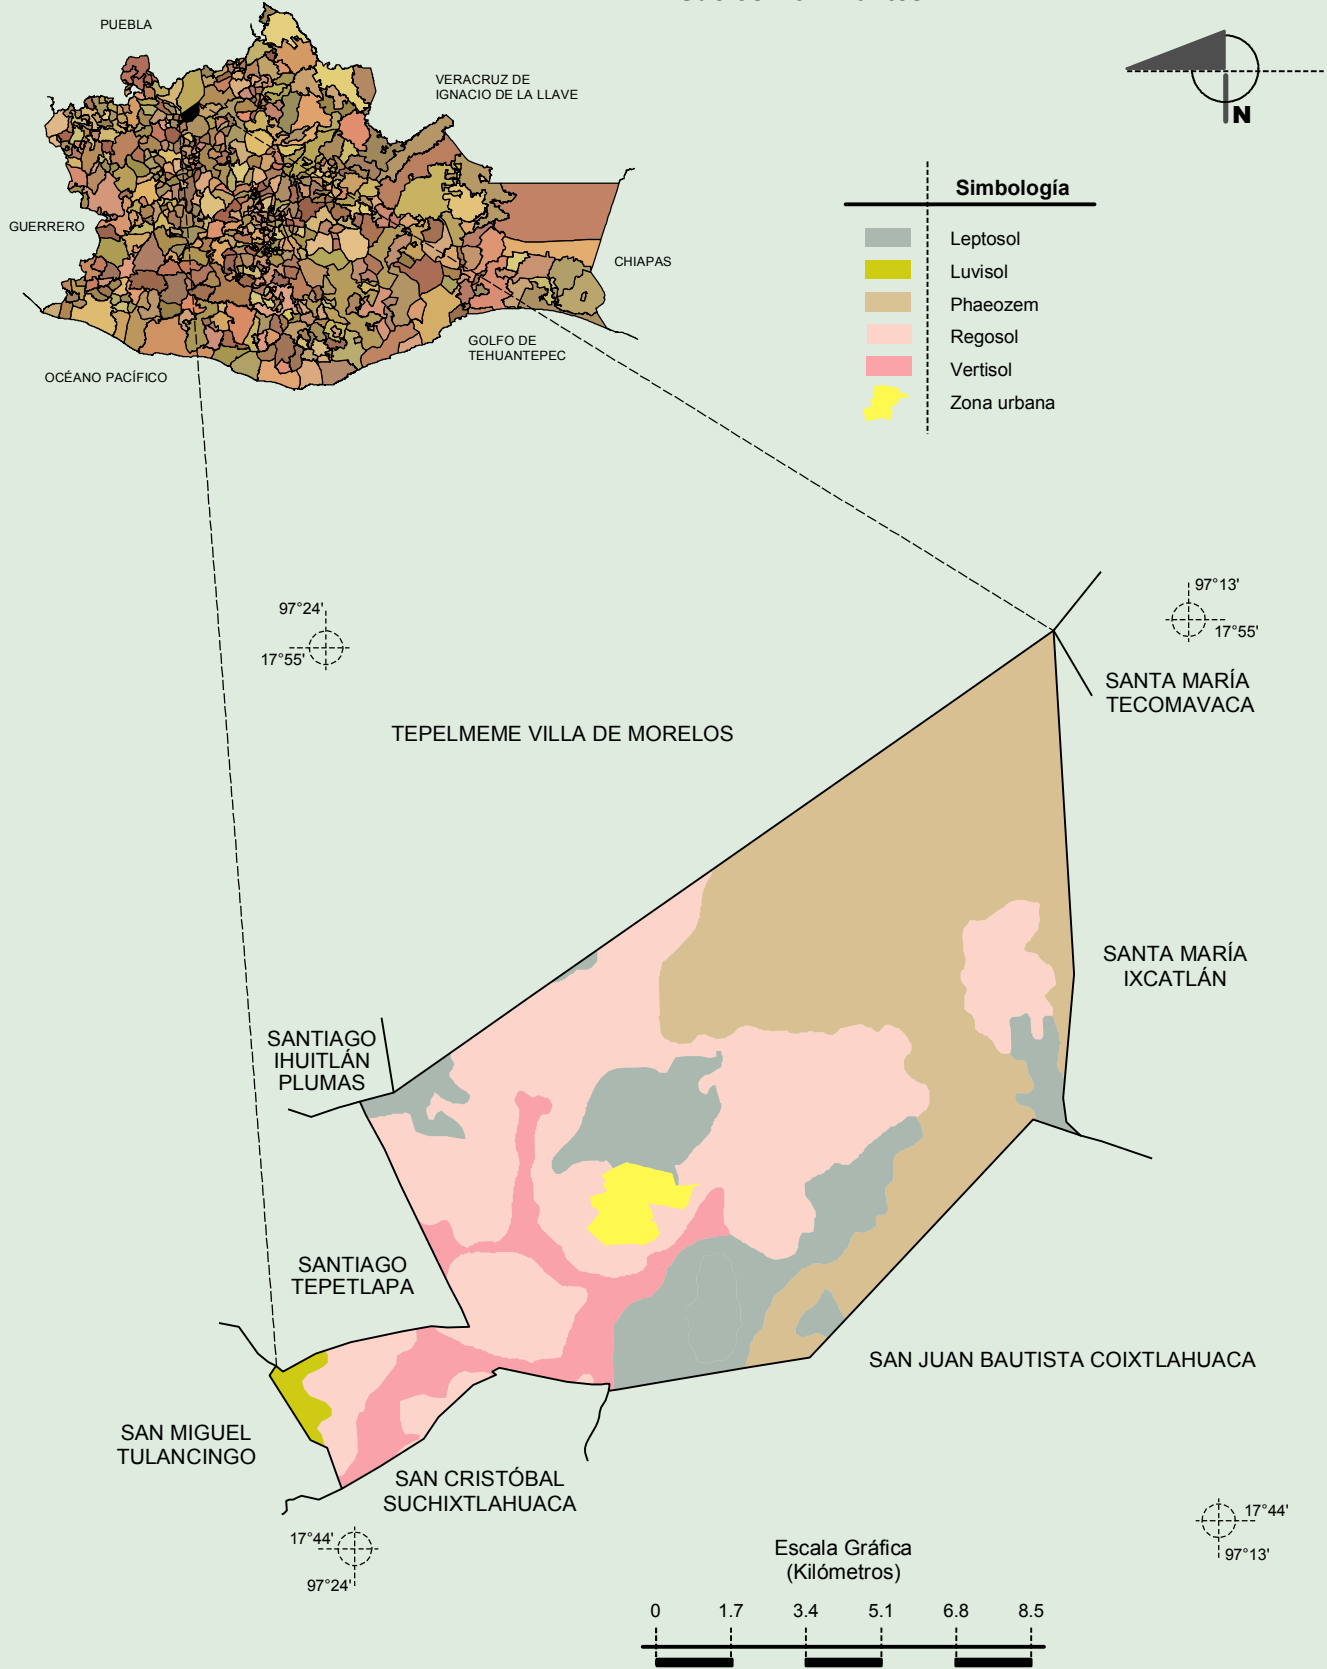 PUEBLA
VERACRUZ DE
IGNACIO DE LA LLAVE
GUERRERO
CHIAPAS
GOLFO DE
TEHUANTEPEC
OCÉANO PACÍFICO
N
Simbología
Leptosol
Luvisol
Phaeozem
Regosol
Vertisol
Zona urbana
97°24'
17°55'
97°13'
17°55'
SANTA MARÍA
TECOMAVACA
TEPELMEME VILLA DE MORELOS
SANTA MARÍA
IXCATLÁN
SANTIAGO
IHUITLÁN
PLUMAS
SANTIAGO
TEPETLAPA
SAN JUAN BAUTISTA COIXTLAHUACA
SAN MIGUEL
TULANCINGO
SAN CRISTÓBAL
SUCHIXTLAHUACA
17°44'
97°24'
17°44'
97°13'
Escala Gráfica
(Kilómetros)
0 1.7 3.4 5.1 6.8 8.5